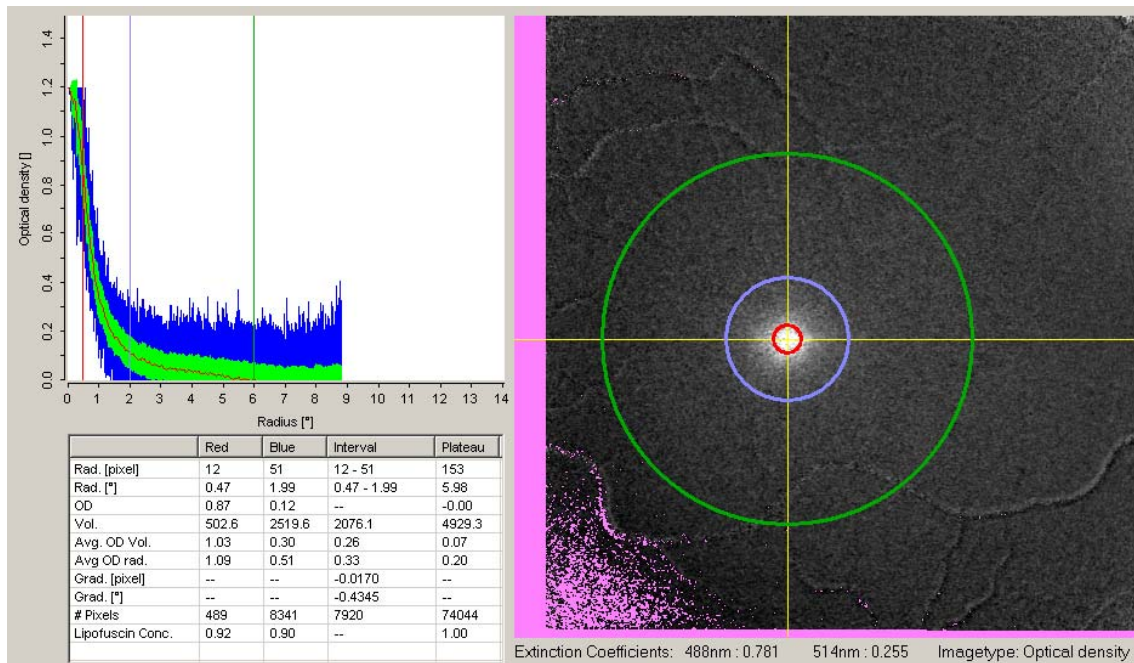 1.4
1.2
1.0
0.8
0.6
0.4
0.2
0.0
Optical density []
0 1 2 3 4 5 6 7 8 9 10 11 12 13 14
Radius [°]
Red Blue Interval Plateau
Rad. [pixel] 12 51 12 - 51 153
Rad. [°] 0.47 1.99 0.47 - 1.99 5.98
OD 0.87 0.12 -- -0.00
Vol. 502.6 2519.6 2076.1 4929.3
Avg. OD Vol. 1.03 0.30 0.26 0.07
Avg OD rad. 1.09 0.51 0.33 0.20
Grad. [pixel] -- -- -0.0170 --
Grad. [°] -- -- -0.4345 --
# Pixels 489 8341 7920 74044
Lipofuscin Conc. 0.92 0.90 -- 1.00
Extinction Coefficients: 488nm : 0.781 514nm : 0.255 Imagetype: Optical density